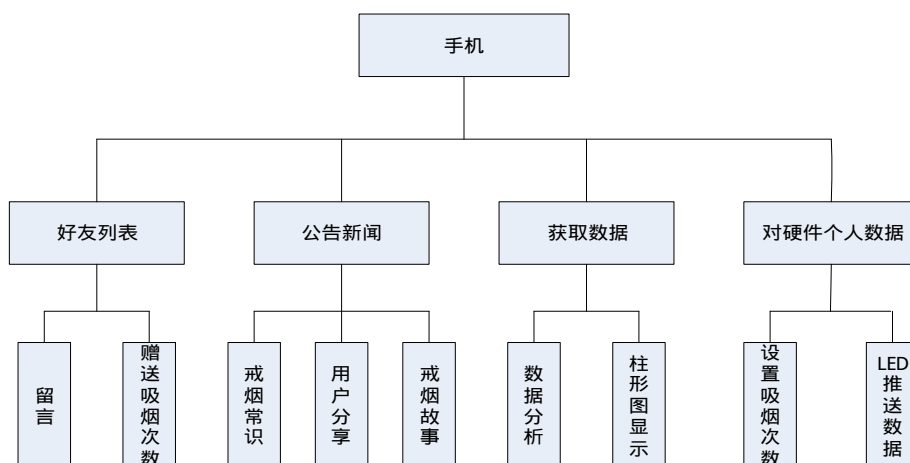 手机
好友列表
公告新闻
获取数据
对硬件个人数据
留言
赠送吸烟次数
戒烟常识
用户分享
戒烟故事
数据分析
柱形图显示
设置吸烟次数
LED推送数据